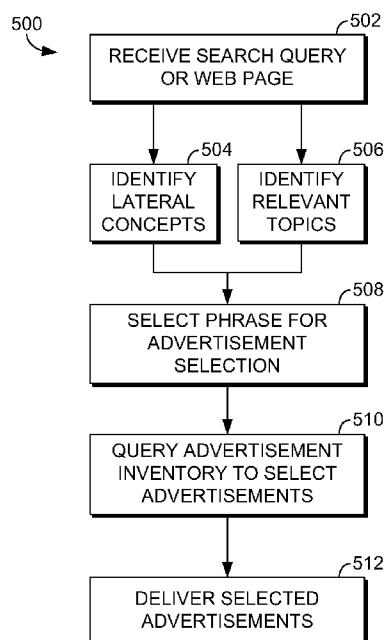 500
502
RECEIVE SEARCH QUERY
OR WEB PAGE
504
IDENTIFY
LATERAL
CONCEPTS
506
IDENTIFY
RELEVANT
TOPICS
508
SELECT PHRASE FOR
ADVERTISEMENT
SELECTION
510
QUERY ADVERTISEMENT
INVENTORY TO SELECT
ADVERTISEMENTS
512
DELIVER SELECTED
ADVERTISEMENTS